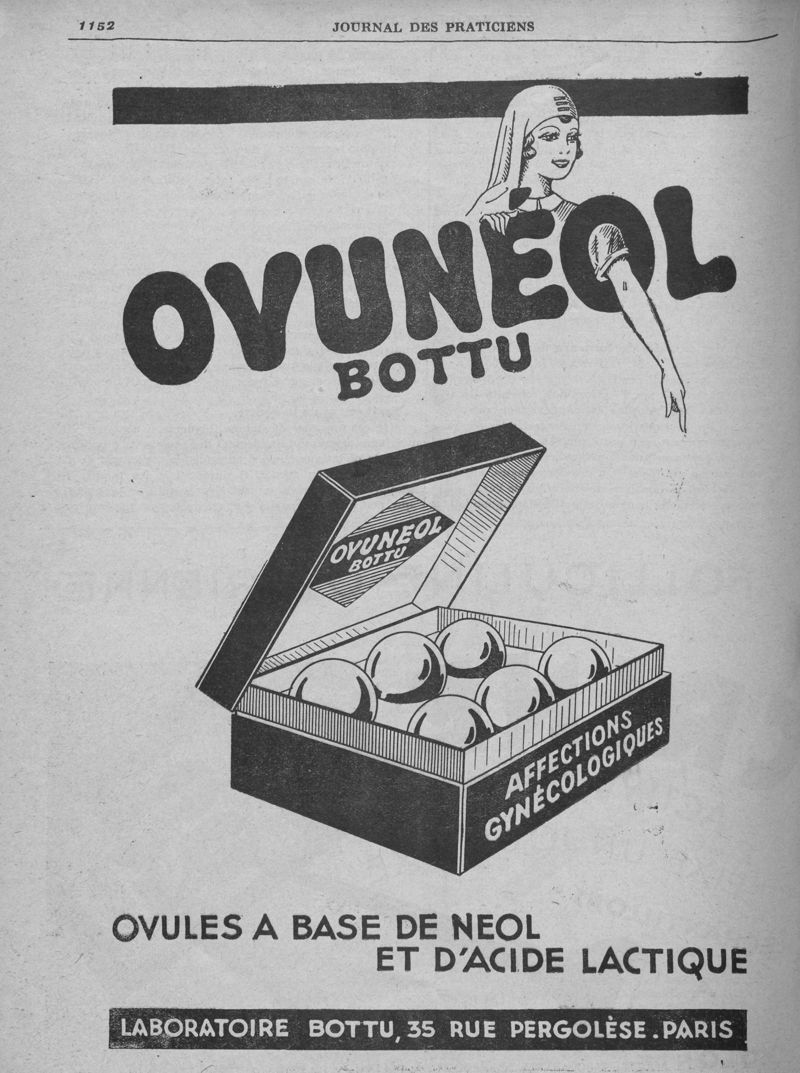 1152
JOURNAL DES PRATICIENS
OVUNÉOL
BOTTU
OVUNEOL
BOTTU
AFFECTIONS
GYNÉCOLOGIQUES
OVULES A BASE DE NEOL
ET D'ACIDE LACTIQUE
LABORATOIRE BOTTU, 35 RUE PERGOLÈSE. PARIS